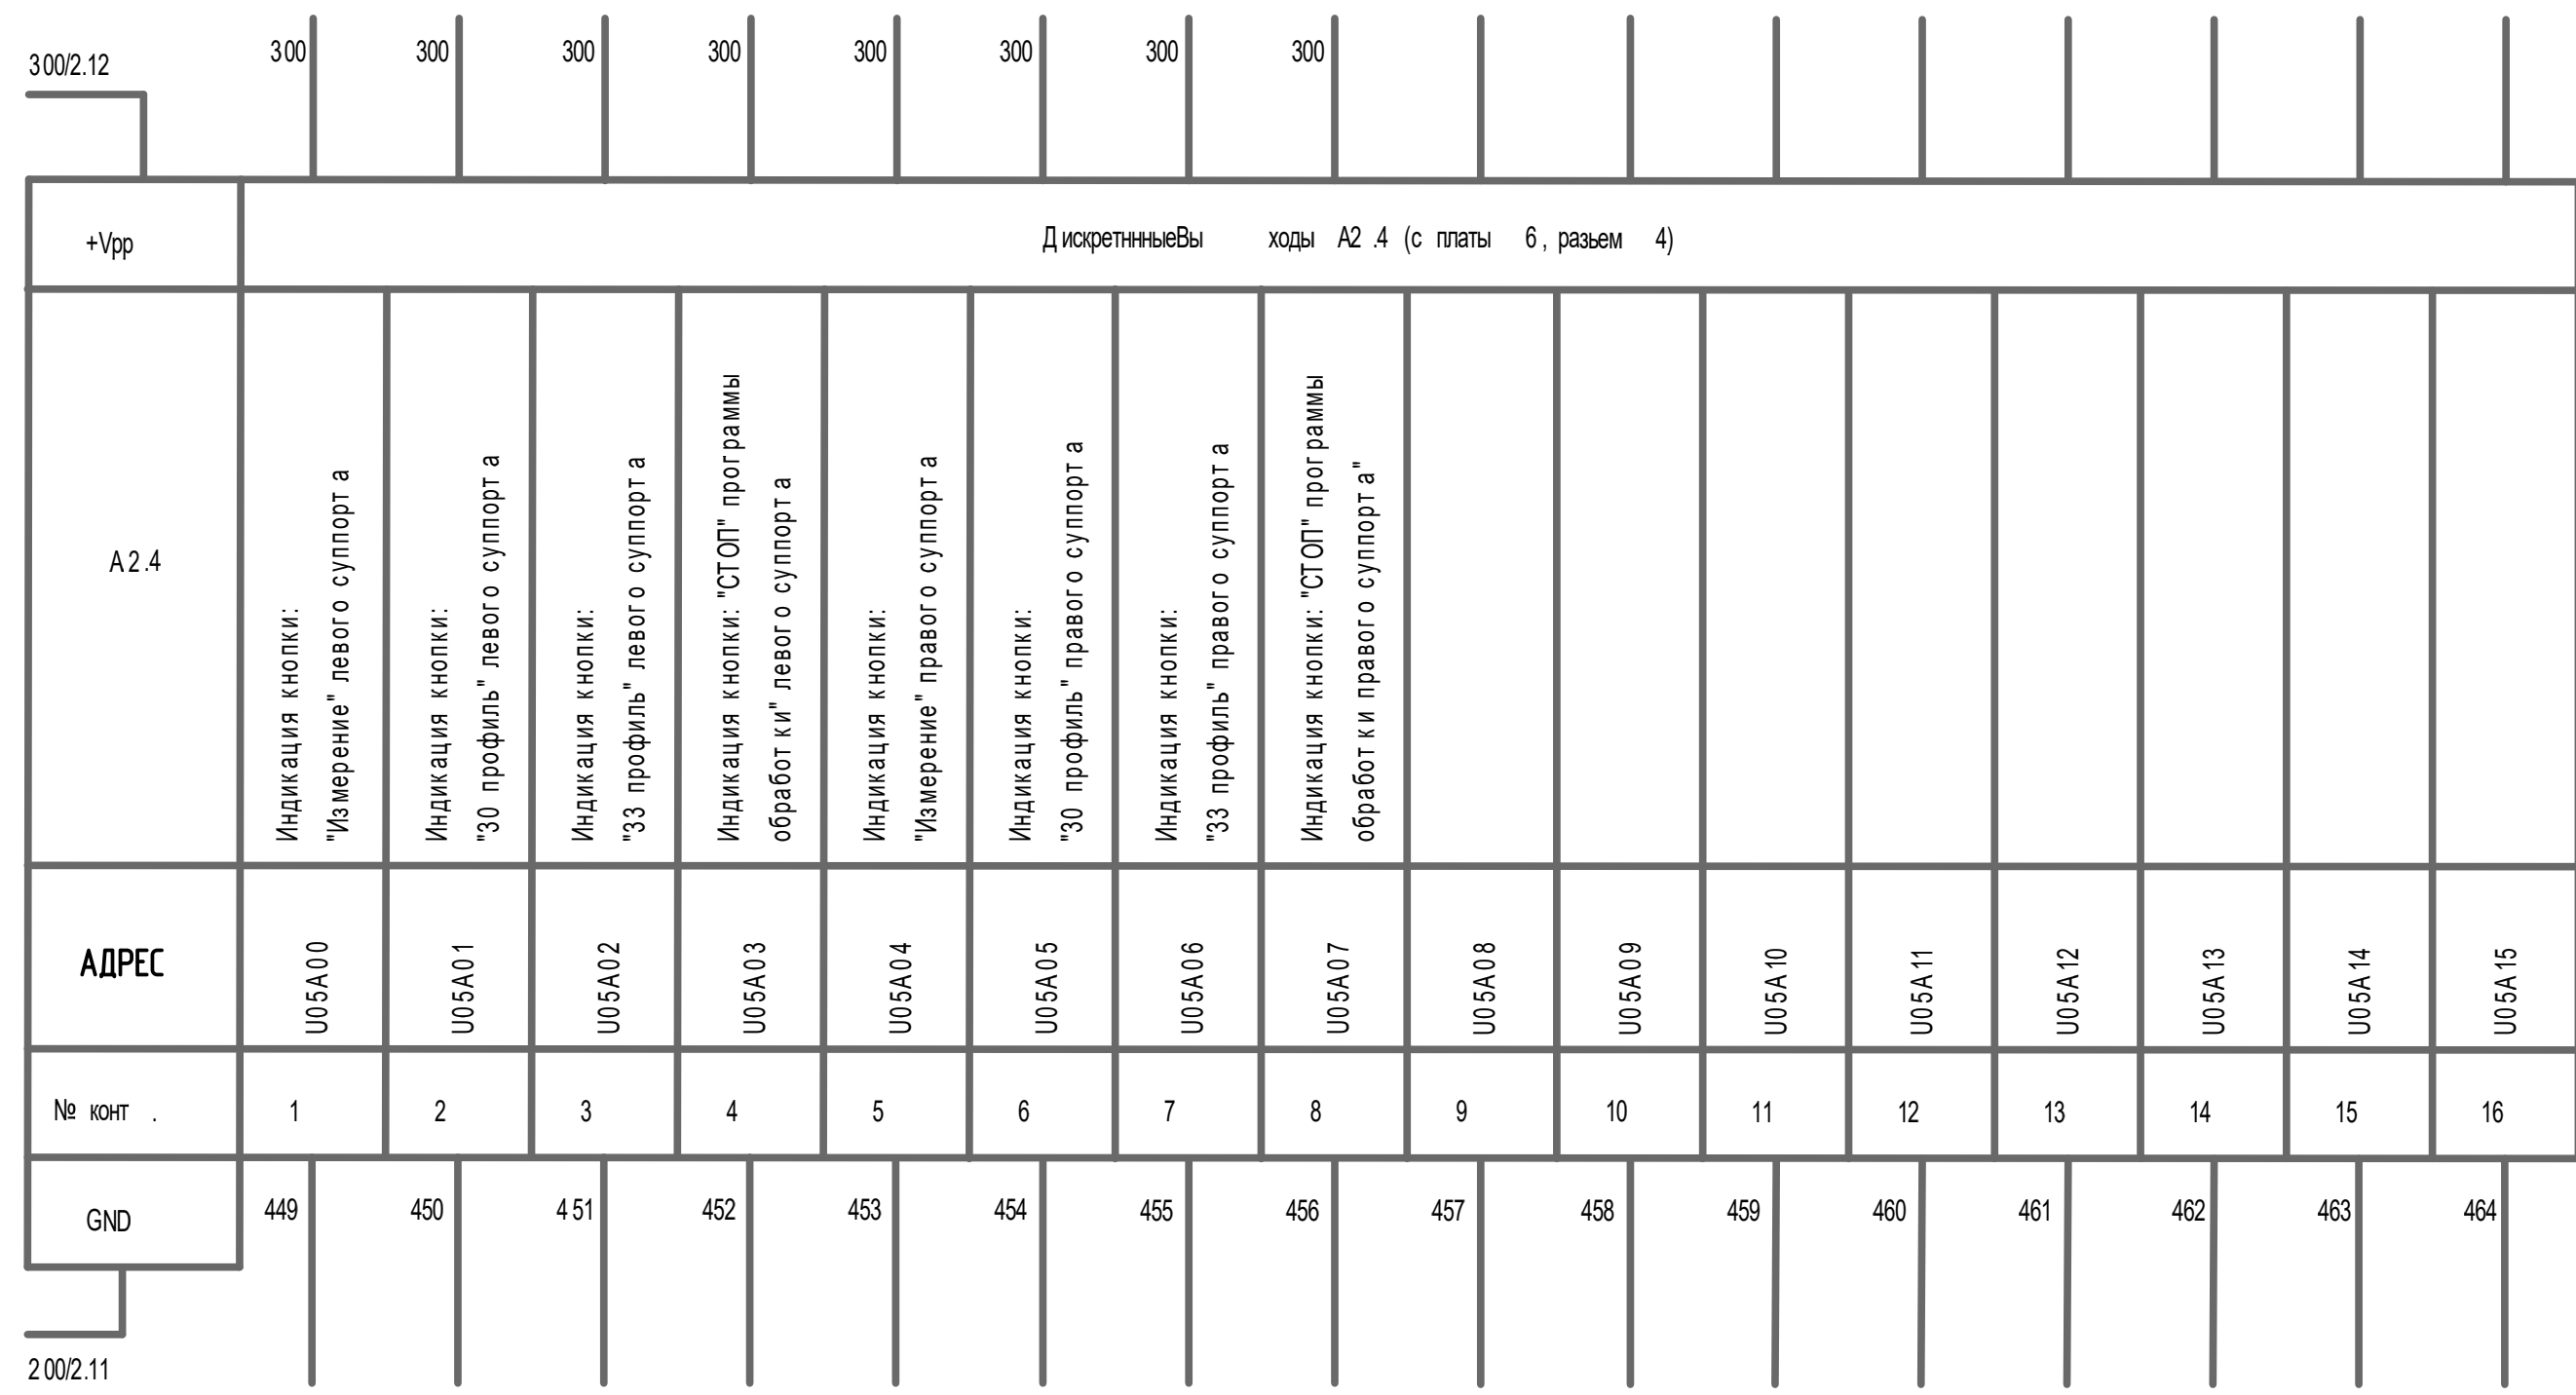 300/2.12
300 300 300 300 300 300 300 300
+Vpp
ДискретннныеВы ходы А2.4 (с платы 6, разьем 4)
А2.4
Индикация кнопки:
"Измерение" левого суппорта
Индикация кнопки:
"30 профиль" левого суппорта
Индикация кнопки:
"33 профиль" левого суппорта
Индикация кнопки: "СТОП" программы
обработки" левого суппорта
Индикация кнопки:
"Измерение" правого суппорта
Индикация кнопки:
"30 профиль" правого суппорта
Индикация кнопки:
"33 профиль" правого суппорта
Индикация кнопки: "СТОП" программы
обработки правого суппорта"
АДРЕС
U05A00
U05A01
U05A02
U05A03
U05A04
U05A05
U05A06
U05A07
U05A08
U05A09
U05A10
U05A11
U05A12
U05A13
U05A14
U05A15
№ конт . 1 2 3 4 5 6 7 8 9 10 11 12 13 14 15 16
GND
449 450 451 452 453 454 455 456 457 458 459 460 461 462 463 464
200/2.11